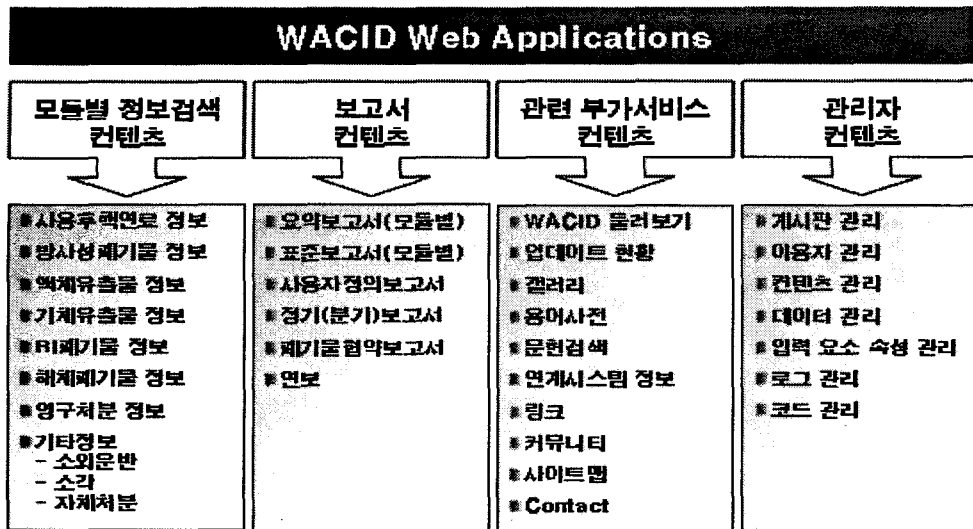 WACID Web Applications
모듈별 정보검색
컨텐츠
사용후핵연료 정보
방사성폐기물 정보
액체유출물 정보
기체유출물 정보
RI폐기물 정보
해체폐기물 정보
영구처분 정보
기타정보
- 소외운반
- 소각
- 자체처분
보고서
컨텐츠
요약보고서(모듈별)
표준보고서(모듈별)
사용자정의보고서
정기(분기)보고서
폐기물협약보고서
연보
관련 부가서비스
컨텐츠
WACID 둘러보기
업데이트 현황
갤러리
용어사전
문헌검색
연계시스템 정보
링크
커뮤니티
사이트맵
Contact
관리자
컨텐츠
게시판 관리
이용자 관리
컨텐츠 관리
데이터 관리
입력 요소 속성 관리
로그 관리
코드 관리